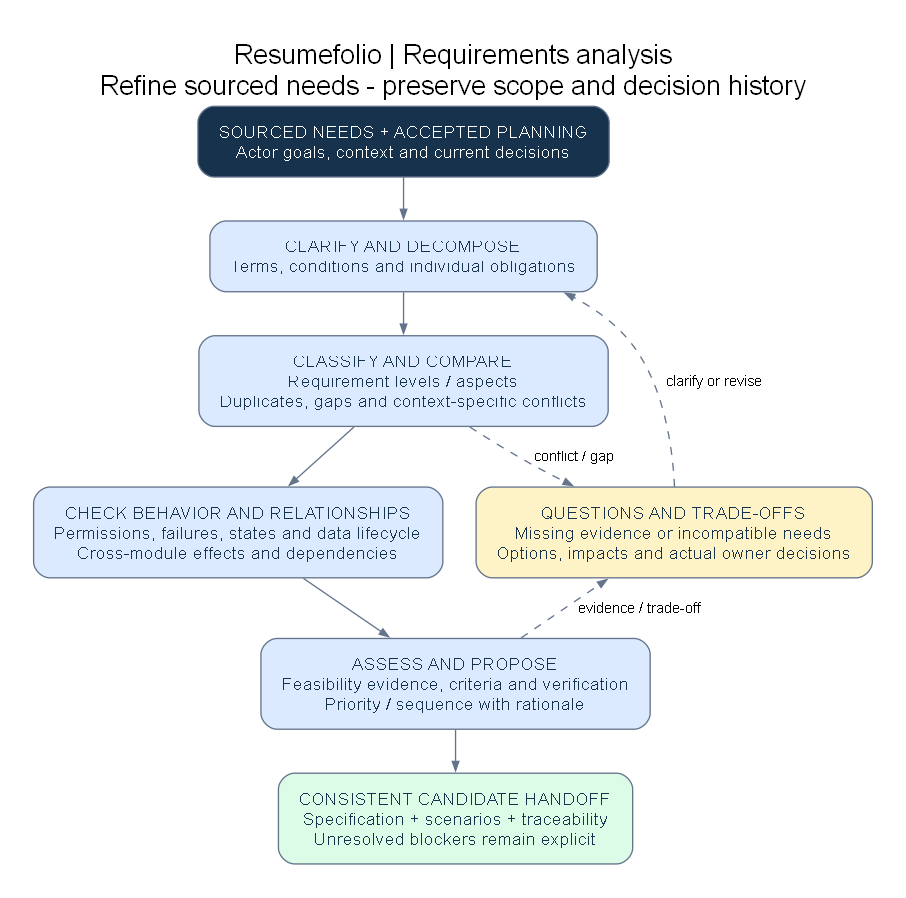 Resumefolio | Requirements analysis
Refine sourced needs - preserve scope and decision history
SOURCED NEEDS + ACCEPTED PLANNING
Actor goals, context and current decisions
CLARIFY AND DECOMPOSE
Terms, conditions and individual obligations
CLASSIFY AND COMPARE
Requirement levels / aspects
Duplicates, gaps and context-specific conflicts
clarify or revise
conflict / gap
CHECK BEHAVIOR AND RELATIONSHIPS
Permissions, failures, states and data lifecycle
Cross-module effects and dependencies
QUESTIONS AND TRADE-OFFS
Missing evidence or incompatible needs
Options, impacts and actual owner decisions
evidence / trade-off
ASSESS AND PROPOSE
Feasibility evidence, criteria and verification
Priority / sequence with rationale
CONSISTENT CANDIDATE HANDOFF
Specification + scenarios + traceability
Unresolved blockers remain explicit